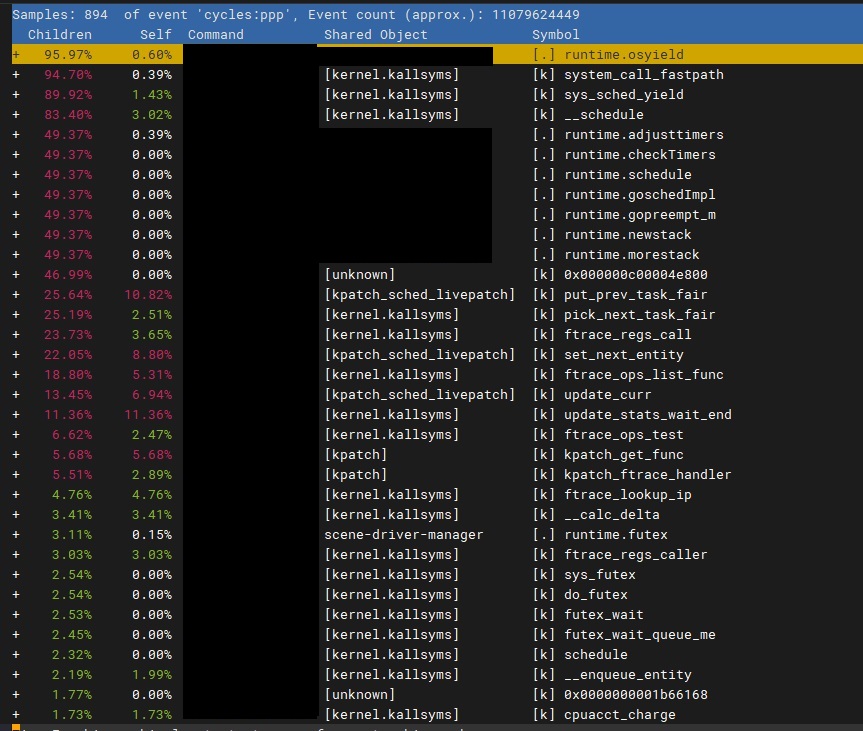 Samples: 894 of event 'cycles:ppp', Event count (approx.): 11079624449
Children Self Command Shared Object Symbol
+ 95.97% 0.60% [.] runtime.osyield
+ 94.70% 0.39% [kernel.kallsyms] [k] system_call_fastpath
+ 89.92% 1.43% [kernel.kallsyms] [k] sys_sched_yield
+ 83.40% 3.02% [kernel.kallsyms] [k] __schedule
+ 49.37% 0.39% [.] runtime.adjusttimers
+ 49.37% 0.00% [.] runtime.checkTimers
+ 49.37% 0.00% [.] runtime.schedule
+ 49.37% 0.00% [.] runtime.goschedImpl
+ 49.37% 0.00% [.] runtime.gopreempt_m
+ 49.37% 0.00% [.] runtime.newstack
+ 49.37% 0.00% [.] runtime.morestack
+ 46.99% 0.00% [unknown] [k] 0x000000c00004e800
+ 25.64% 10.82% [kpatch_sched_livepatch] [k] put_prev_task_fair
+ 25.19% 2.51% [kernel.kallsyms] [k] pick_next_task_fair
+ 23.73% 3.65% [kernel.kallsyms] [k] ftrace_regs_call
+ 22.05% 8.80% [kpatch_sched_livepatch] [k] set_next_entity
+ 18.80% 5.31% [kernel.kallsyms] [k] ftrace_ops_list_func
+ 13.45% 6.94% [kpatch_sched_livepatch] [k] update_curr
+ 11.36% 11.36% [kernel.kallsyms] [k] update_stats_wait_end
+ 6.62% 2.47% [kernel.kallsyms] [k] ftrace_ops_test
+ 5.68% 5.68% [kpatch] [k] kpatch_get_func
+ 5.51% 2.89% [kpatch] [k] kpatch_ftrace_handler
+ 4.76% 4.76% [kernel.kallsyms] [k] ftrace_lookup_ip
+ 3.41% 3.41% [kernel.kallsyms] [k] __calc_delta
+ 3.11% 0.15% scene-driver-manager [.] runtime.futex
+ 3.03% 3.03% [kernel.kallsyms] [k] ftrace_regs_caller
+ 2.54% 0.00% [kernel.kallsyms] [k] sys_futex
+ 2.54% 0.00% [kernel.kallsyms] [k] do_futex
+ 2.53% 0.00% [kernel.kallsyms] [k] futex_wait
+ 2.45% 0.00% [kernel.kallsyms] [k] futex_wait_queue_me
+ 2.32% 0.00% [kernel.kallsyms] [k] schedule
+ 2.19% 1.99% [kernel.kallsyms] [k] __enqueue_entity
+ 1.77% 0.00% [unknown] [k] 0x0000000001b66168
+ 1.73% 1.73% [kernel.kallsyms] [k] cpuacct_charge